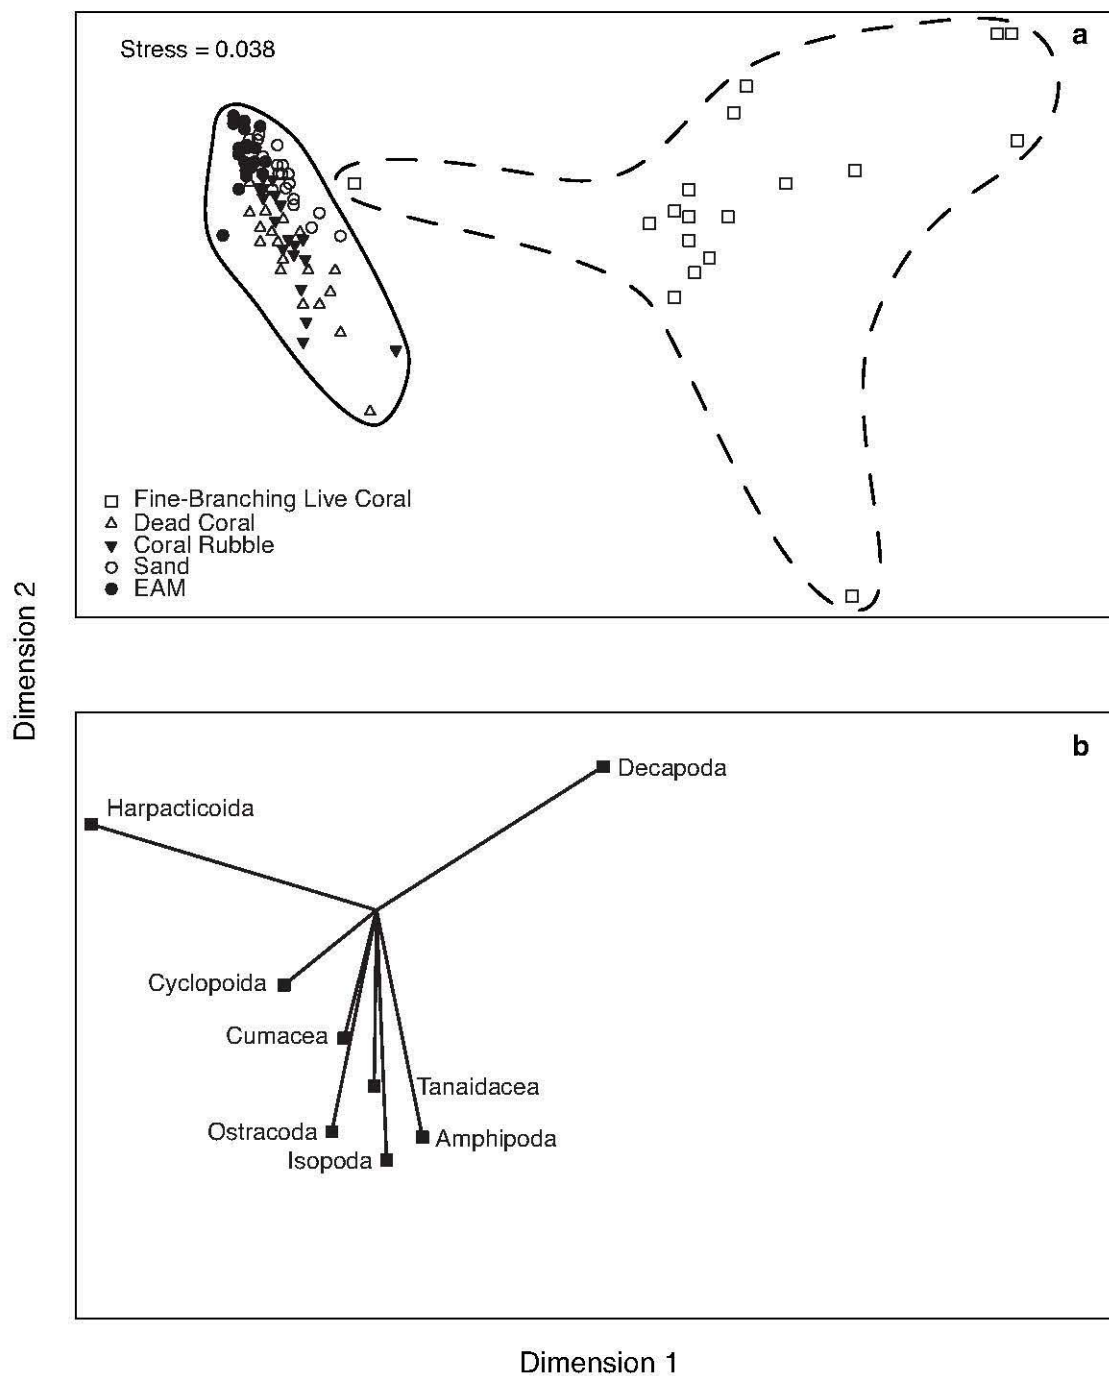 a
Stress = 0.038
Fine-Branching Live Coral
Dead Coral
Coral Rubble
Sand
EAM
Dimension 2
b
Decapoda
Harpacticoida
Cyclopoida
Cumacea
Tanaidacea
Ostracoda
Amphipoda
Isopoda
Dimension 1